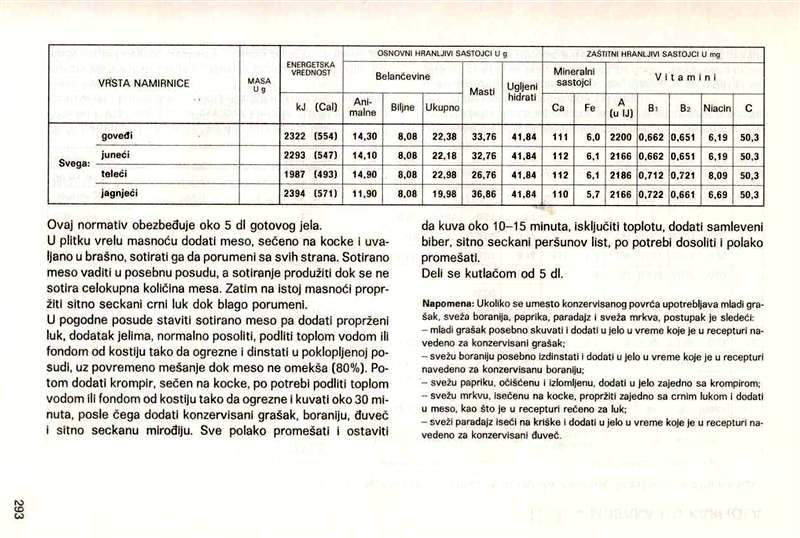 OSNOVNI HRANLJIVI SASTOJCI U g ZAŠTITNI HRANLJIVI SASTOJCI U mg
VRSTA NAMIRNICE MASA U g ENERGETSKA VREDNOST Belančevine Masti Ugljeni hidrati Mineralni sastojci Vitamini
kJ (Cal) Ani-malne Biljne Ukupno Ca Fe A (u IJ) B1 B2 Niacin C
Svega:
goveđi 2322 (554) 14,30 8,08 22,38 33,76 41,84 111 6,0 2200 0,662 0,651 6,19 50,3
juneći 2293 (547) 14,10 8,08 22,18 32,76 41,84 112 6,1 2166 0,662 0,651 6,19 50,3
teleći 1987 (493) 14,90 8,08 22,98 26,76 41,84 112 6,1 2186 0,712 0,721 8,09 50,3
jagnjeći 2394 (571) 11,90 8,08 19,98 36,86 41,84 110 5,7 2166 0,722 0,661 6,69 50,3
Ovaj normativ obezbeđuje oko 5 dl gotovog jela.
U plitku vrelu masnoću dodati meso, sečeno na kocke i uva-
ljano u brašno, sotirati ga da porumeni sa svih strana. Sotirano
meso vaditi u posebnu posudu, a sotiranje produžiti dok se ne
sotira celokupna količina mesa. Zatim na istoj masnoći propr-
žiti sitno seckani crni luk dok blago porumeni.
U pogodne posude staviti sotirano meso pa dodati proprženi
luk, dodatak jelima, normalno posoliti, podliti toplom vodom ili
fondom od kostiju tako da ogrezne i dinstati u poklopljenoj po-
sudi, uz povremeno mešanje dok meso ne omekša (80%). Po-
tom dodati krompir, sečen na kocke, po potrebi podliti toplom
vodom ili fondom od kostiju tako da ogrezne i kuvati oko 30 mi-
nuta, posle čega dodati konzervisani grašak, boraniju, đuveč
i sitno seckanu mirođiju. Sve polako promešati i ostaviti
da kuva oko 10–15 minuta, isključiti toplotu, dodati samleveni
biber, sitno seckani peršunov list, po potrebi dosoliti i polako
promešati.
Deli se kutlačom od 5 dl.
Napomena: Ukoliko se umesto konzervisanog povrća upotrebljava mladi gra-
šak, sveža boranija, paprika, paradajz i sveža mrkva, postupak je sledeći:
– mladi grašak posebno skuvati i dodati u jelo u vreme koje je u recepturi na-
vedeno za konzervisani grašak;
– svežu boraniju posebno izdinstati i dodati u jelo u vreme koje je u recepturi
navedeno za konzervisanu boraniju;
– svežu papriku, očišćenu i izlomljenu, dodati u jelo zajedno sa krompirom;
– svežu mrkvu, isečenu na kocke, propržiti zajedno sa crnim lukom i dodati
u meso, kao što je u recepturi rečeno za luk;
– sveži paradajz iseći na kriške i dodati u jelo u vreme koje je u recepturi na-
vedeno za konzervisani đuveč.
293